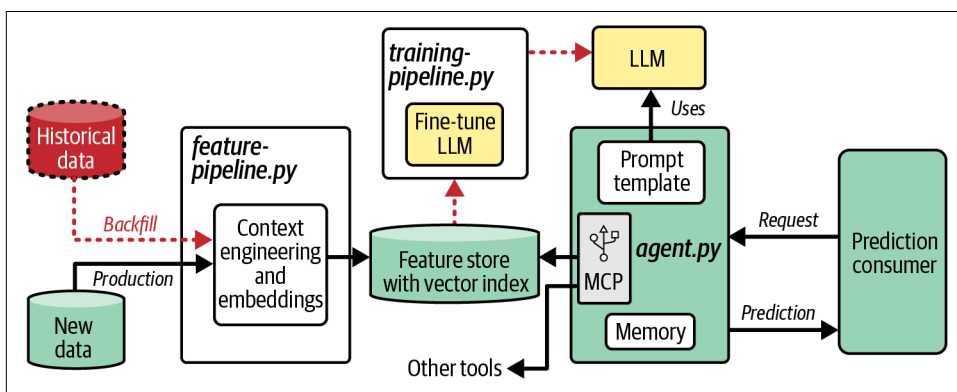 Historical
data
Backfill
Production
New
data
feature-
pipeline.py
Context
engineering
and
embeddings
training-
pipeline.py
Fine-tune
LLM
Feature store
with vector index
LLM
Uses
Prompt
template
MCP
agent.py
Memory
Other tools
Request
Prediction
Prediction
consumer